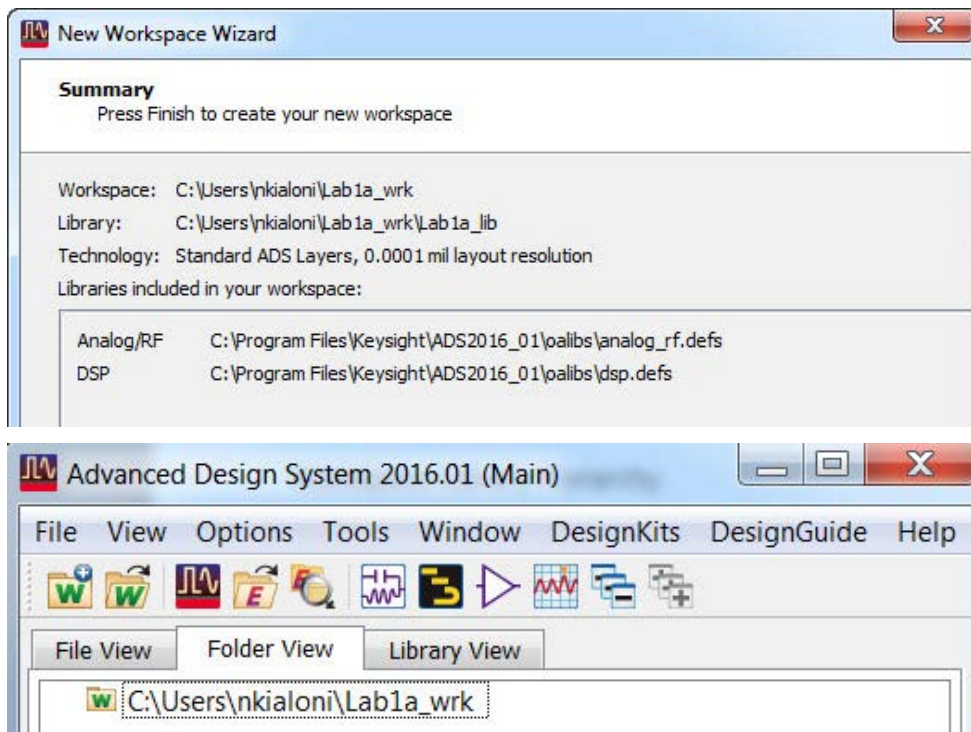 New Workspace Wizard
Summary
Press Finish to create your new workspace
Workspace: C:\Users\nkialoni\Lab1a_wrk
Library: C:\Users\nkialoni\Lab1a_wrk\Lab1a_lib
Technology: Standard ADS Layers, 0.0001 mil layout resolution
Libraries included in your workspace:
Analog/RF C:\Program Files\Keysight\ADS2016_01\oalibs\analog_rf.defs
DSP C:\Program Files\Keysight\ADS2016_01\oalibs\dsp.defs
Advanced Design System 2016.01 (Main)
File View Options Tools Window DesignKits DesignGuide Help
W W E E
File View Folder View Library View
W C:\Users\nkialoni\Lab1a_wrk